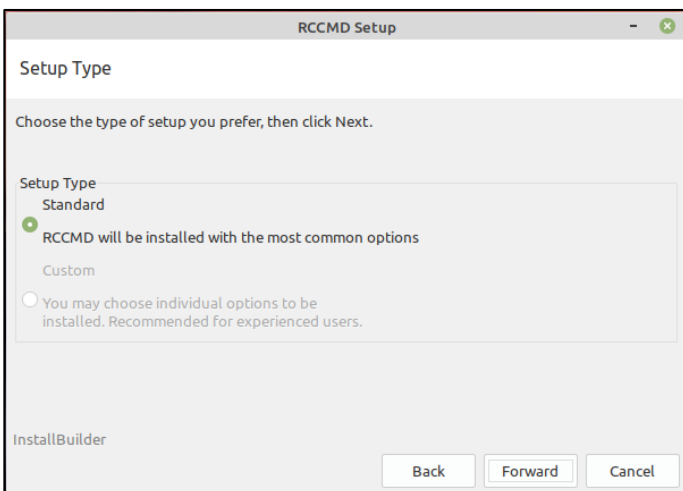 RCCMD Setup
Setup Type
Choose the type of setup you prefer, then click Next.
Setup Type
Standard
RCCMD will be installed with the most common options
Custom
You may choose individual options to be
installed. Recommended for experienced users.
InstallBuilder
Back Forward Cancel